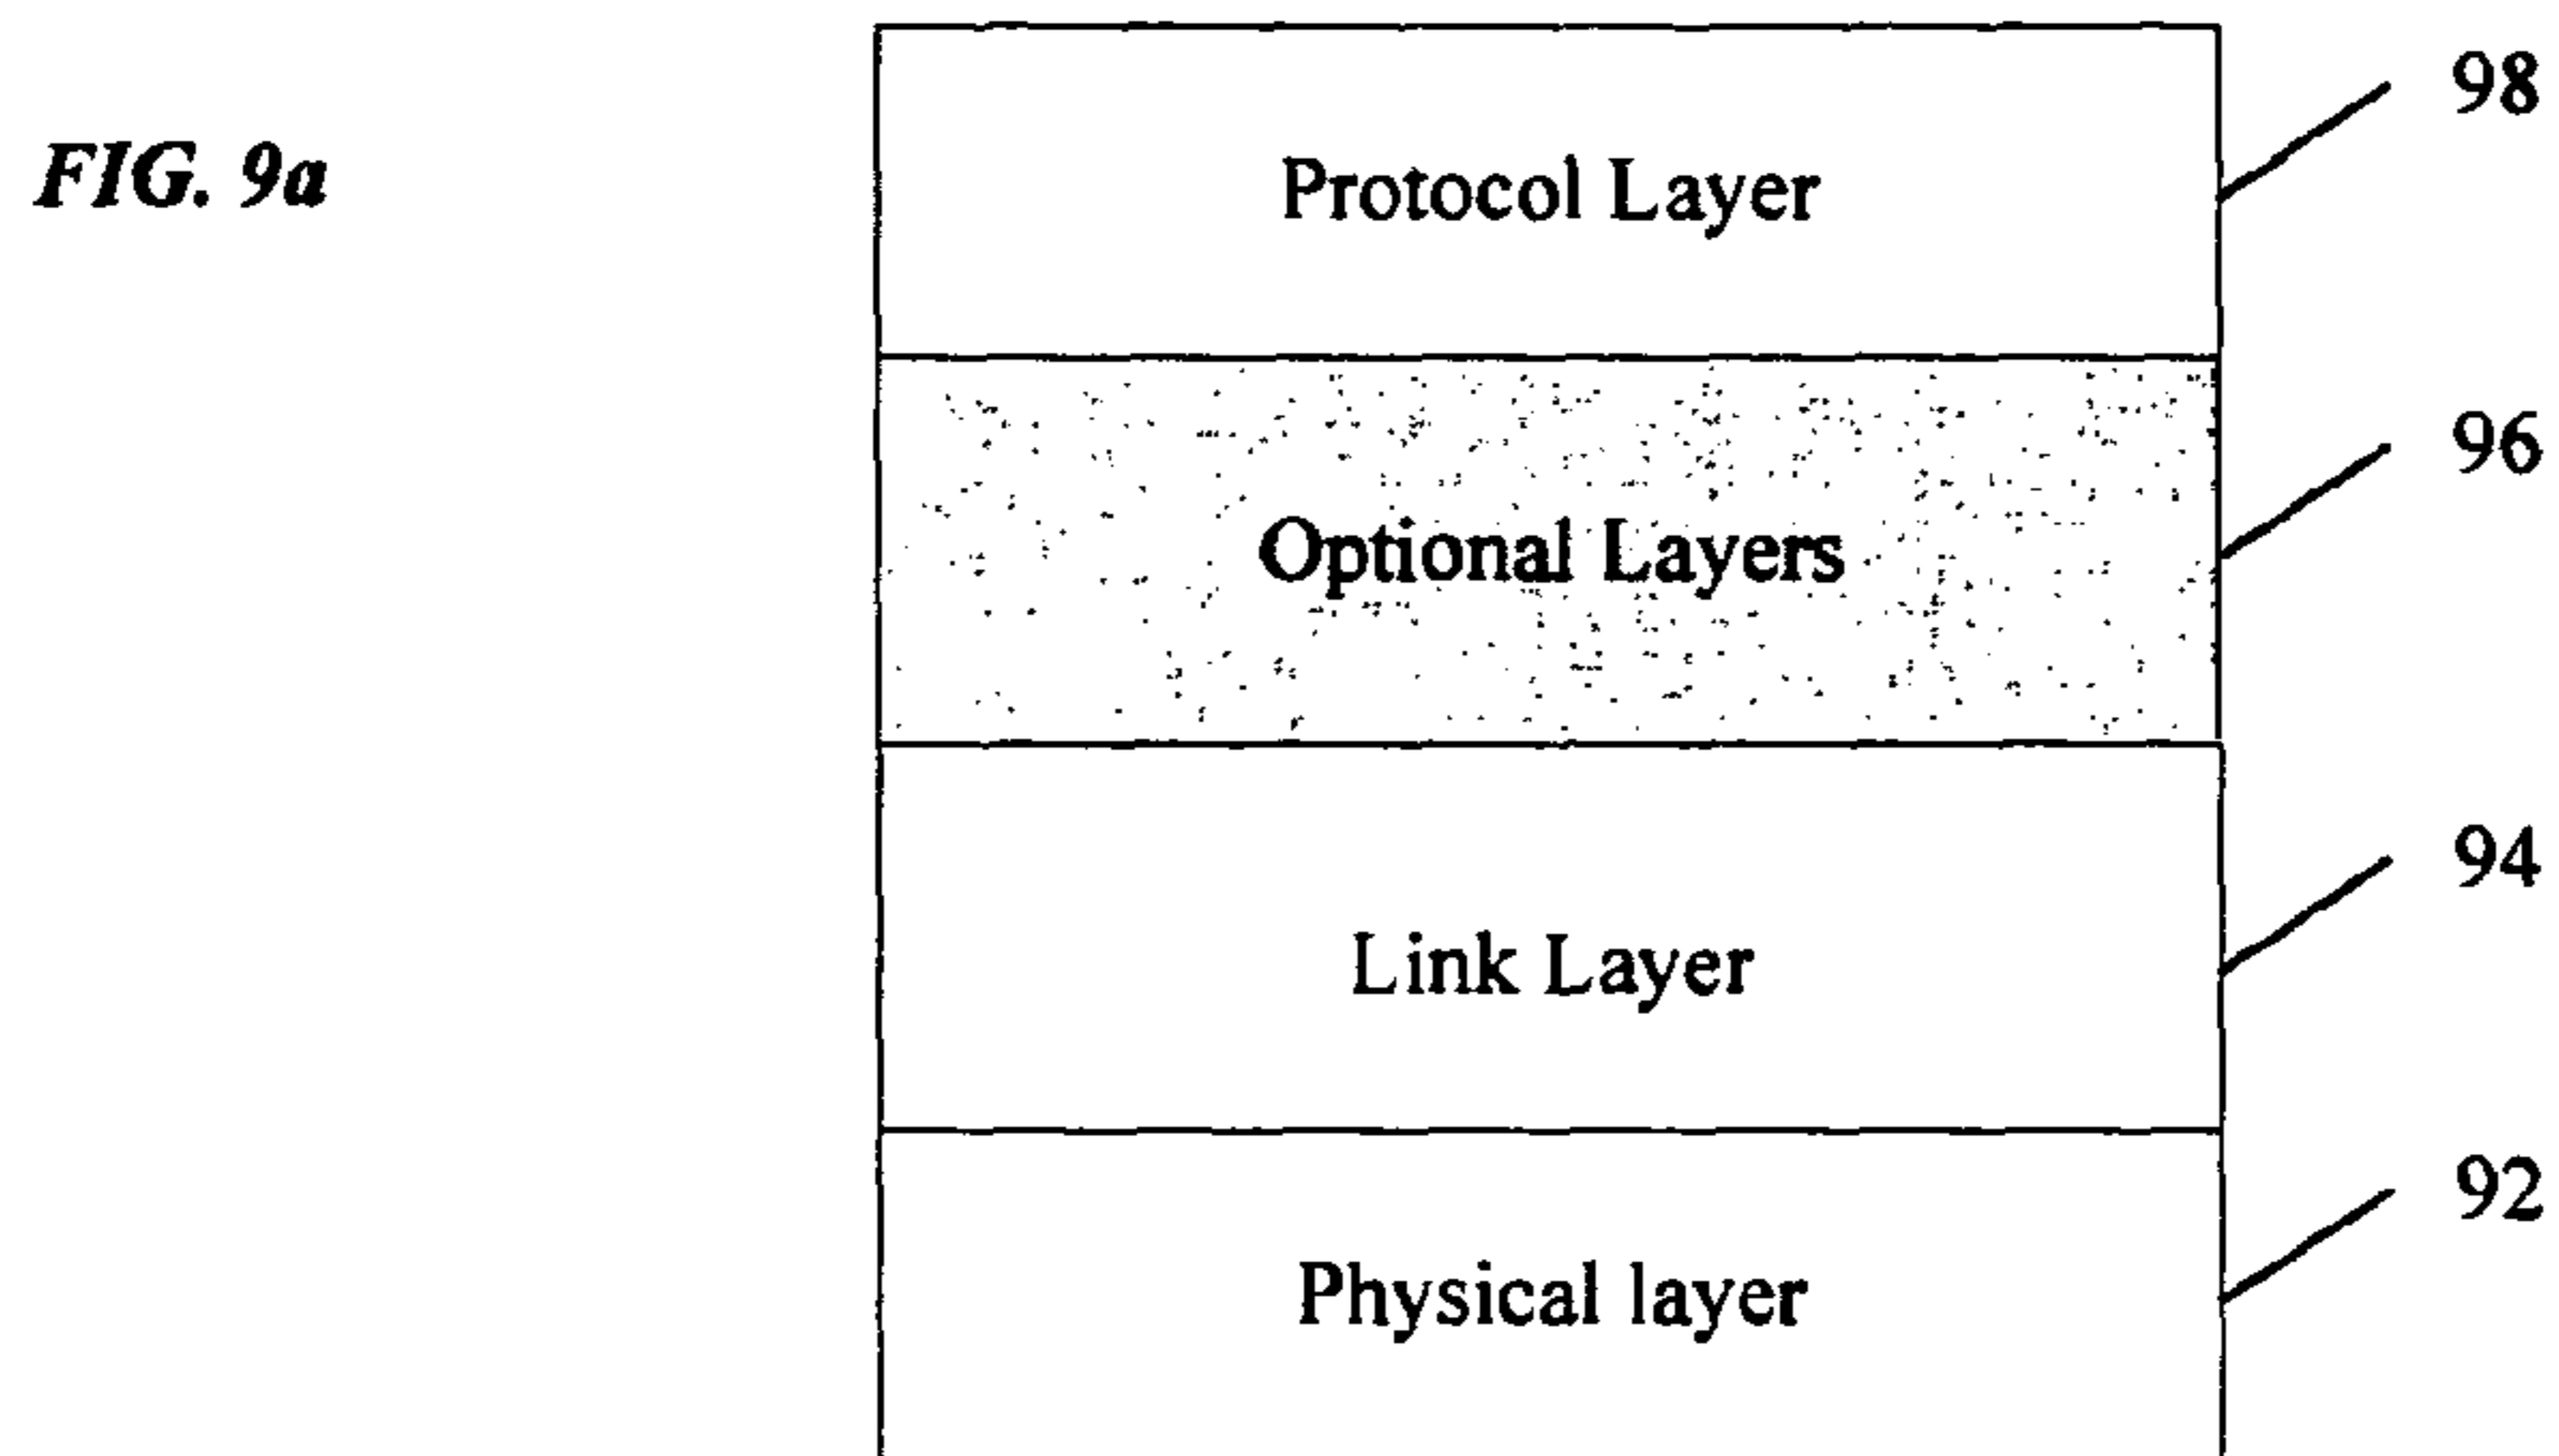 98
FIG. 9a
Protocol Layer
96
Optional Layers
94
Link Layer
92
Physical layer